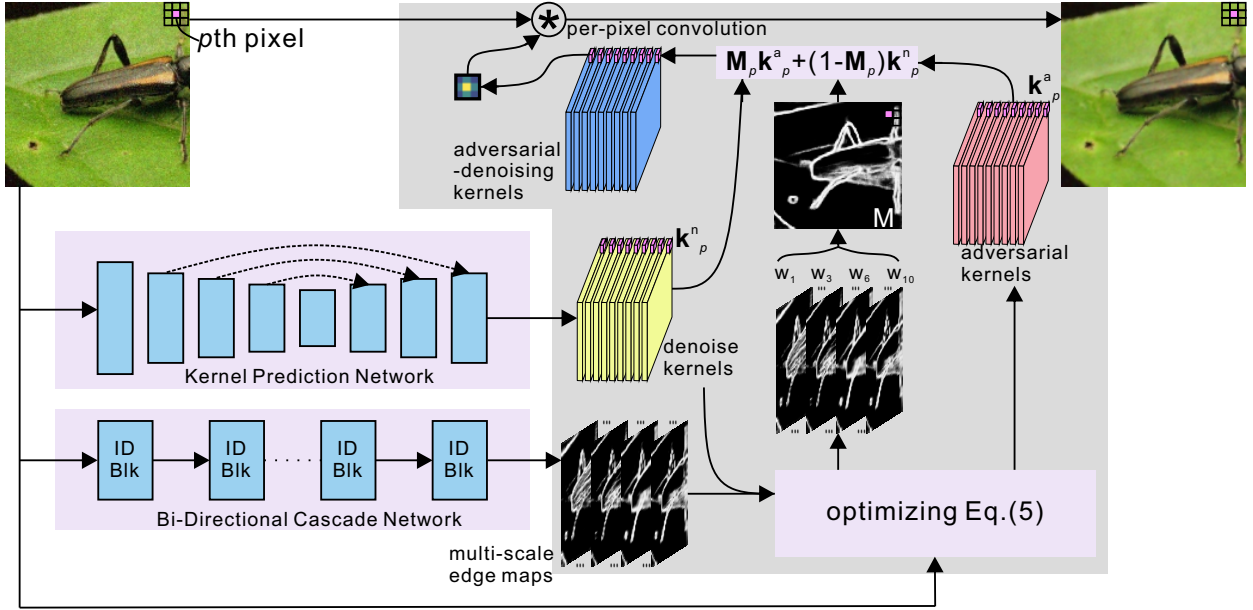 pth pixel
*
per-pixel convolution
M_p k^a_p+(1-M_p)k^n_p
k^a_p
adversarial
-denoising
kernels
M
adversarial
kernels
k^n_p
w_1 w_3 w_6 w_10
denoise
kernels
Kernel Prediction Network
ID
Blk
ID
Blk
· · · · · ·
ID
Blk
ID
Blk
Bi-Directional Cascade Network
optimizing Eq.(5)
multi-scale
edge maps